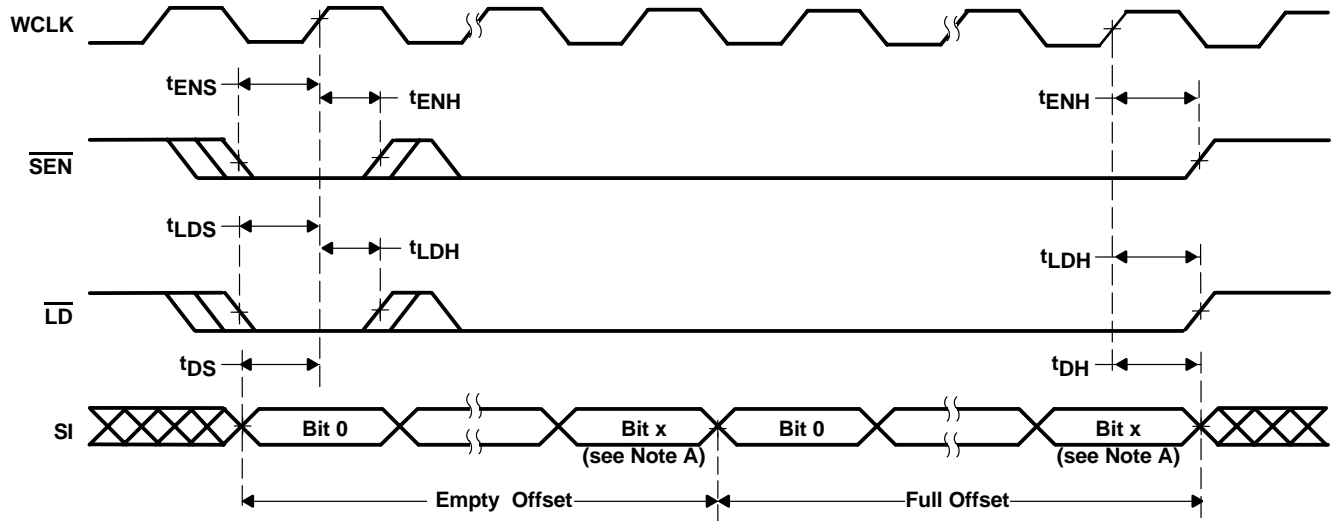 WCLK
tENS
tENH
tENH
SEN
tLDS
tLDH
tLDH
LD
tDS
tDH
SI
Bit 0
Bit x
Bit 0
Bit x
(see Note A)
(see Note A)
Empty Offset
Full Offset